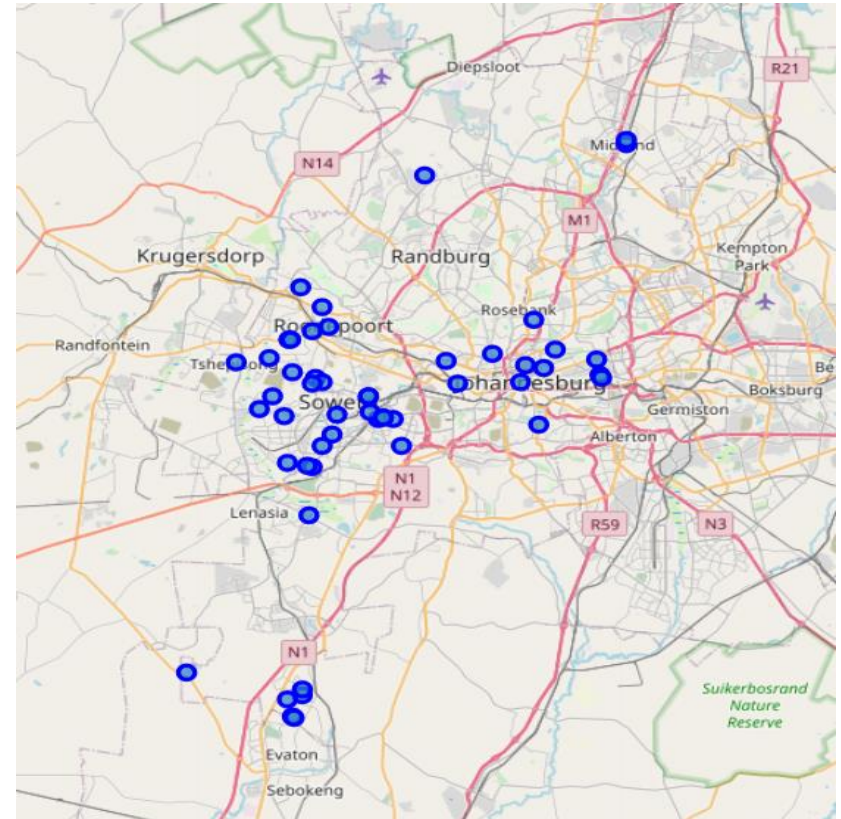 Diepsloot
R21
Midrand
N14
M1
Krugersdorp
Randburg
Kempton
Park
Rosebank
Roodepoort
Randfontein
Boksburg
Germiston
Alberton
N1
N12
Lenasia
R59
N3
N1
Suikerbosrand
Nature
Reserve
Evaton
Sebokeng